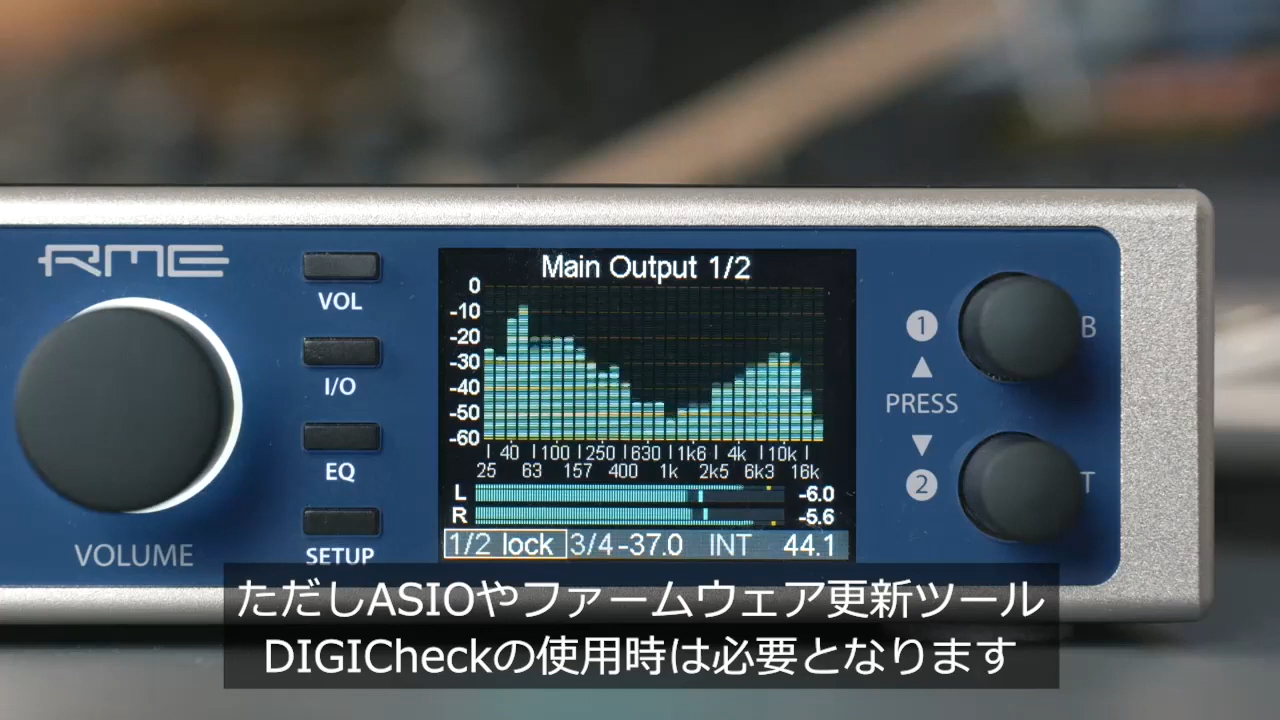 RME
VOLUME
VOL
I/O
EQ
SETUP
Main Output 1/2
0
-10
-20
-30
-40
-50
-60
40 100 250 630 1k6 4k 10k
25 63 157 400 1k 2k5 6k3 16k
L -6.0
R -5.6
1/2 lock 3/4 -37.0 INT 44.1
1
PRESS
2
B
T
ただしASIOやファームウェア更新ツール
DIGICheckの使用時は必要となります